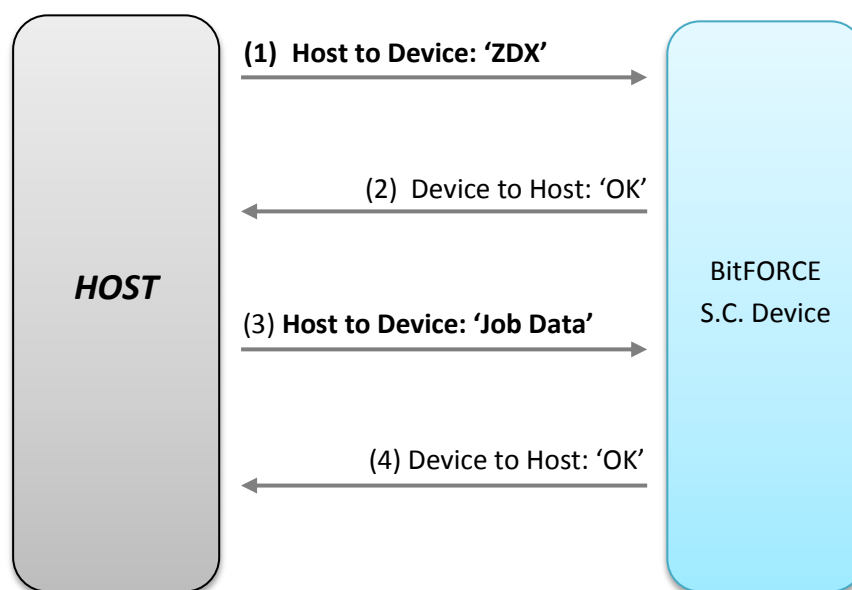 (1) Host to Device: ‘ZDX’
(2) Device to Host: ‘OK’
HOST
BitFORCE
S.C. Device
(3) Host to Device: ‘Job Data’
(4) Device to Host: ‘OK’